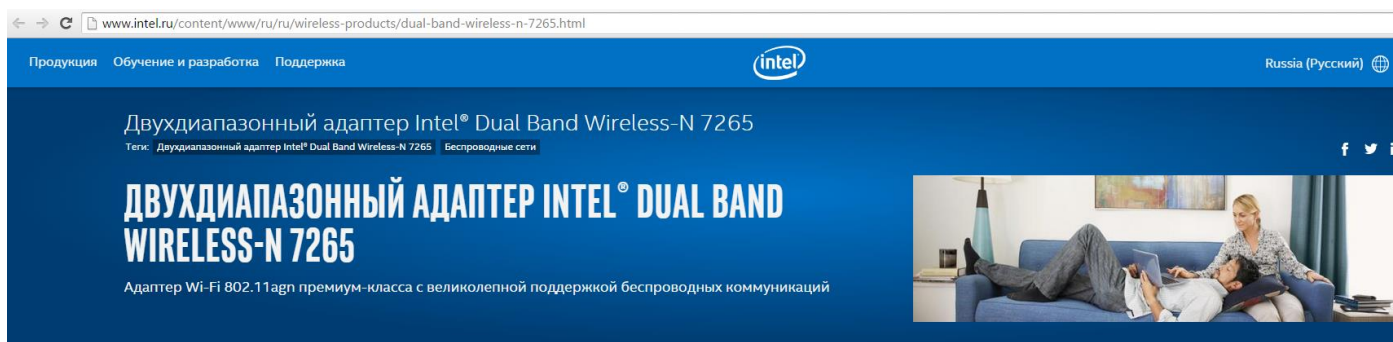 www.intel.ru/content/www/ru/ru/wireless-products/dual-band-wireless-n-7265.html
Продукция Обучение и разработка Поддержка
intel
Russia (Русский)
Двухдиапазонный адаптер Intel® Dual Band Wireless-N 7265
Теги: Двухдиапазонный адаптер Intel® Dual Band Wireless-N 7265 Беспроводные сети
ДВУХДИАПАЗОННЫЙ АДАПТЕР INTEL® DUAL BAND
WIRELESS-N 7265
Адаптер Wi-Fi 802.11agn премиум-класса с великолепной поддержкой беспроводных коммуникаций